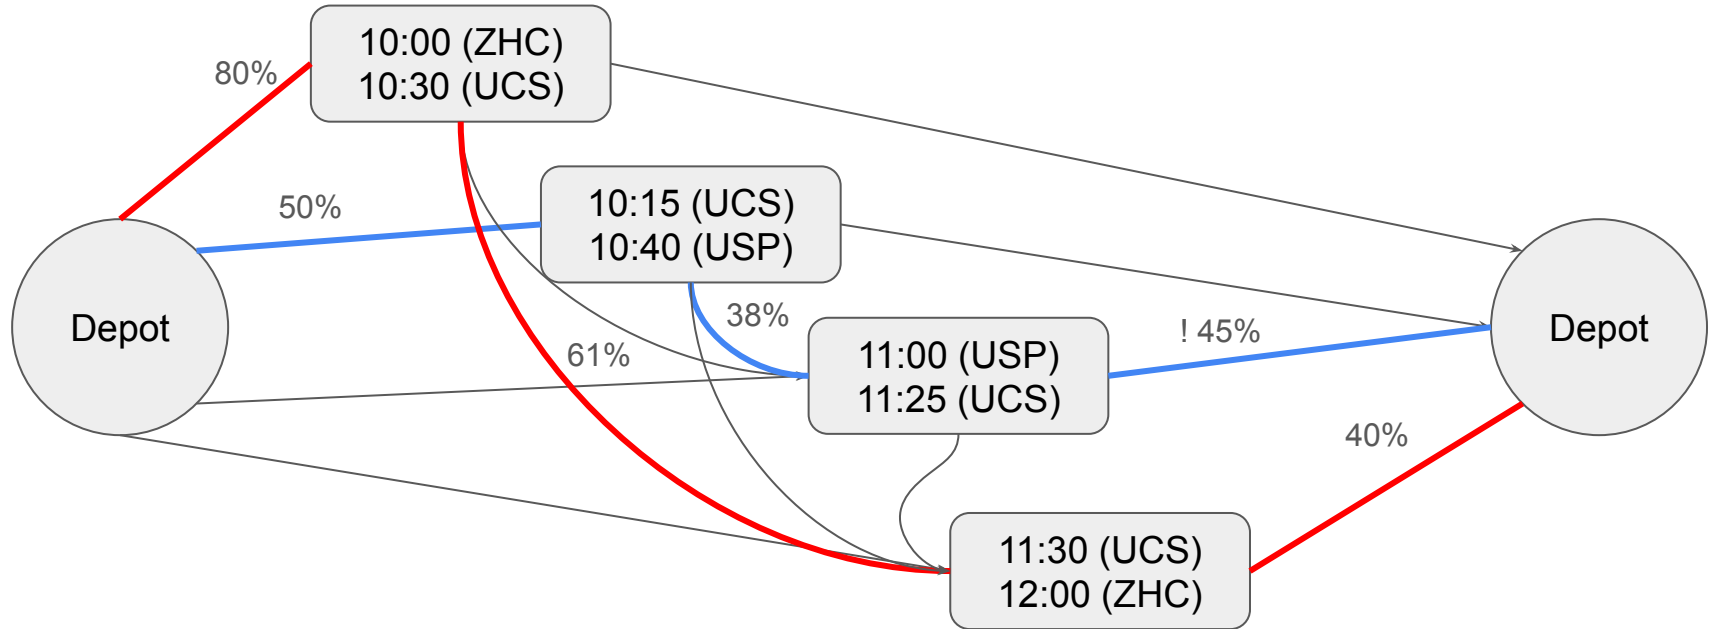 10:00 (ZHC)
10:30 (UCS)
80%
10:15 (UCS)
10:40 (USP)
50%
Depot
38%
61%
11:00 (USP)
11:25 (UCS)
! 45%
Depot
40%
11:30 (UCS)
12:00 (ZHC)